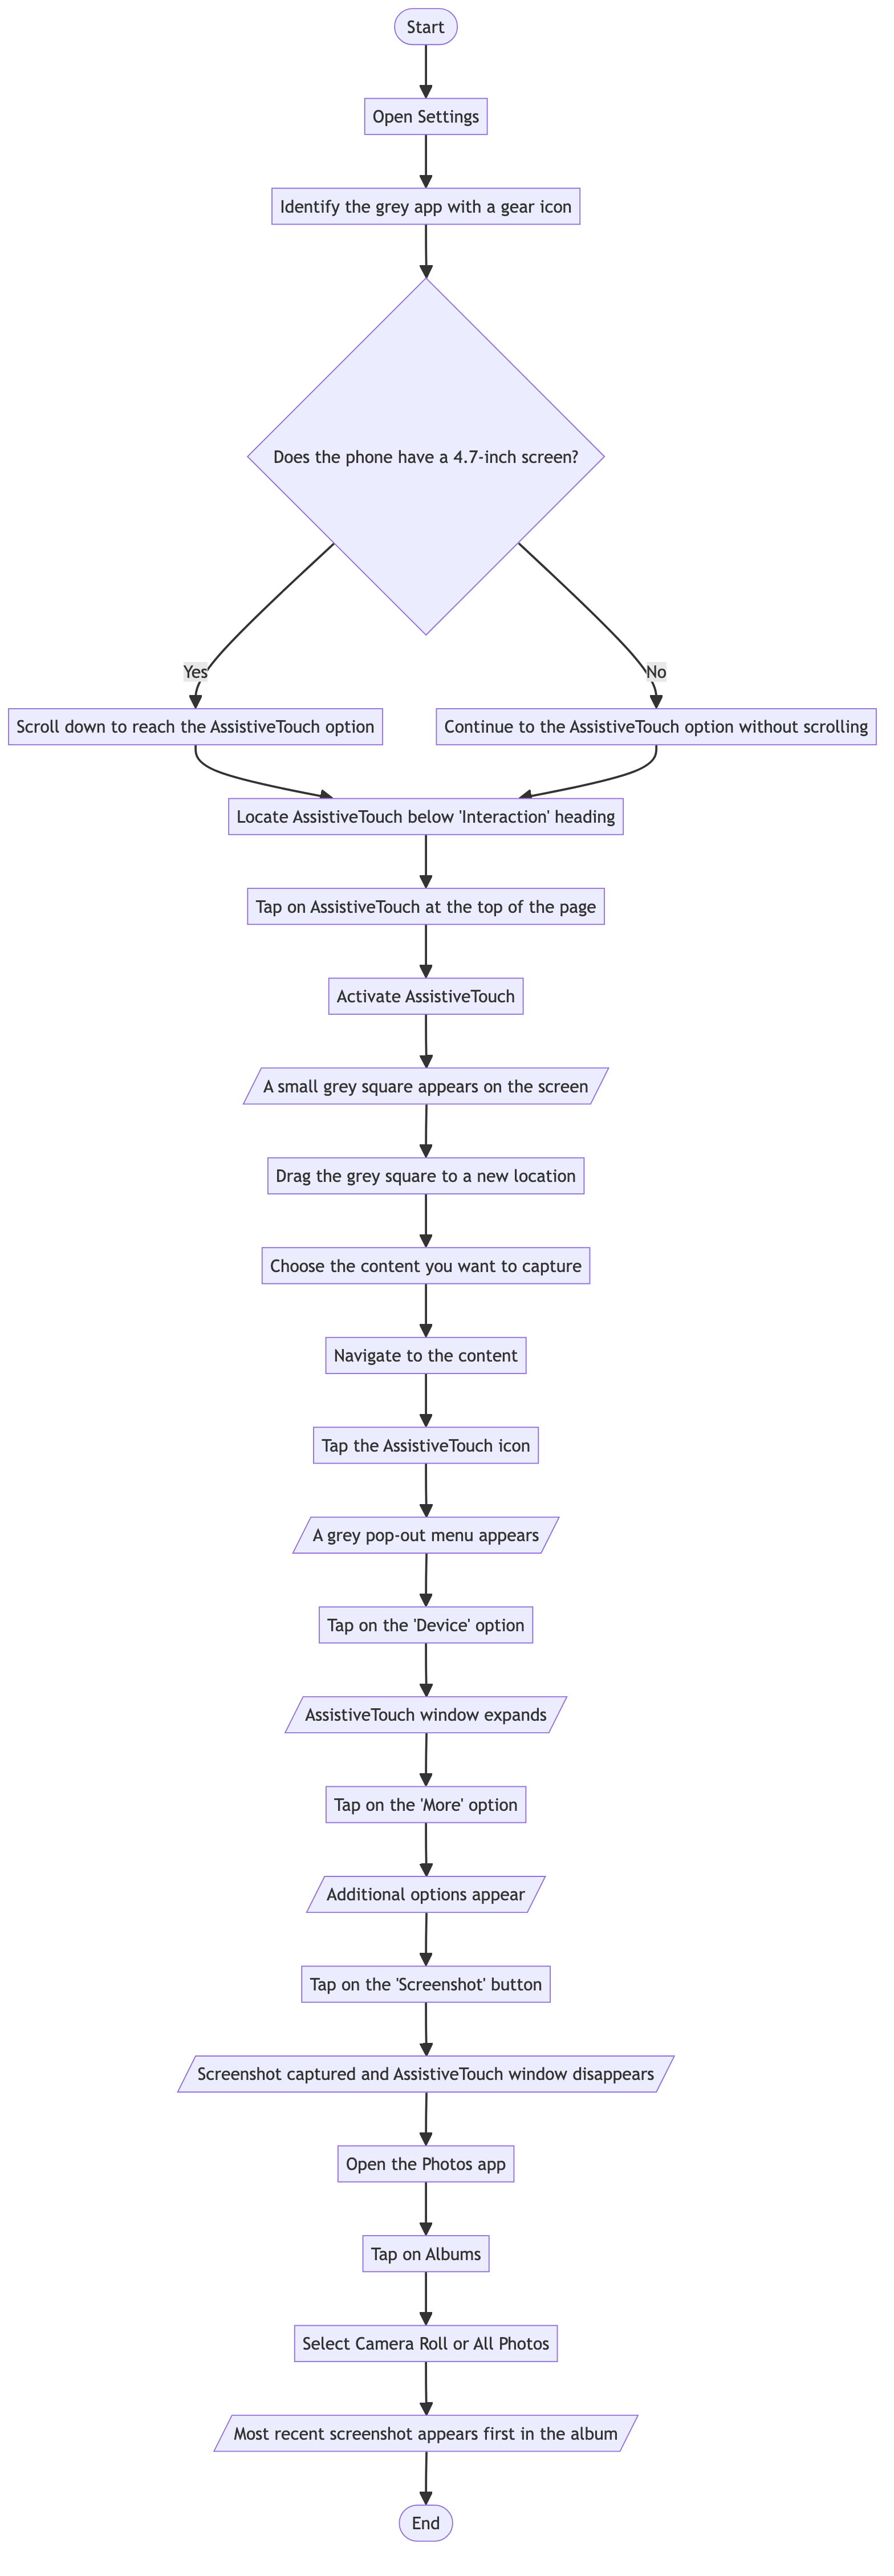 Start
Open Settings
Identify the grey app with a gear icon
Does the phone have a 4.7-inch screen?
Yes
No
Scroll down to reach the AssistiveTouch option
Continue to the AssistiveTouch option without scrolling
Locate AssistiveTouch below 'Interaction' heading
Tap on AssistiveTouch at the top of the page
Activate AssistiveTouch
A small grey square appears on the screen
Drag the grey square to a new location
Choose the content you want to capture
Navigate to the content
Tap the AssistiveTouch icon
A grey pop-out menu appears
Tap on the 'Device' option
AssistiveTouch window expands
Tap on the 'More' option
Additional options appear
Tap on the 'Screenshot' button
Screenshot captured and AssistiveTouch window disappears
Open the Photos app
Tap on Albums
Select Camera Roll or All Photos
Most recent screenshot appears first in the album
End